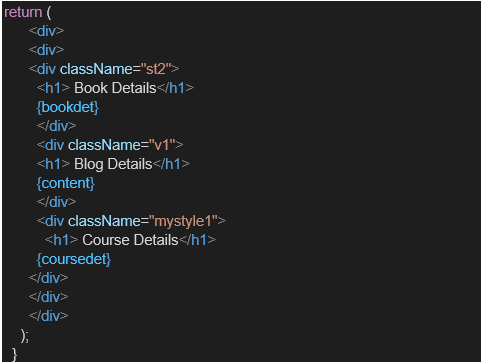 return (
<div>
<div>
<div className="st2">
<h1> Book Details</h1>
{bookdet}
</div>
<div className="v1">
<h1> Blog Details</h1>
{content}
</div>
<div className="mystyle1">
<h1> Course Details</h1>
{coursedet}
</div>
</div>
</div>
);
}